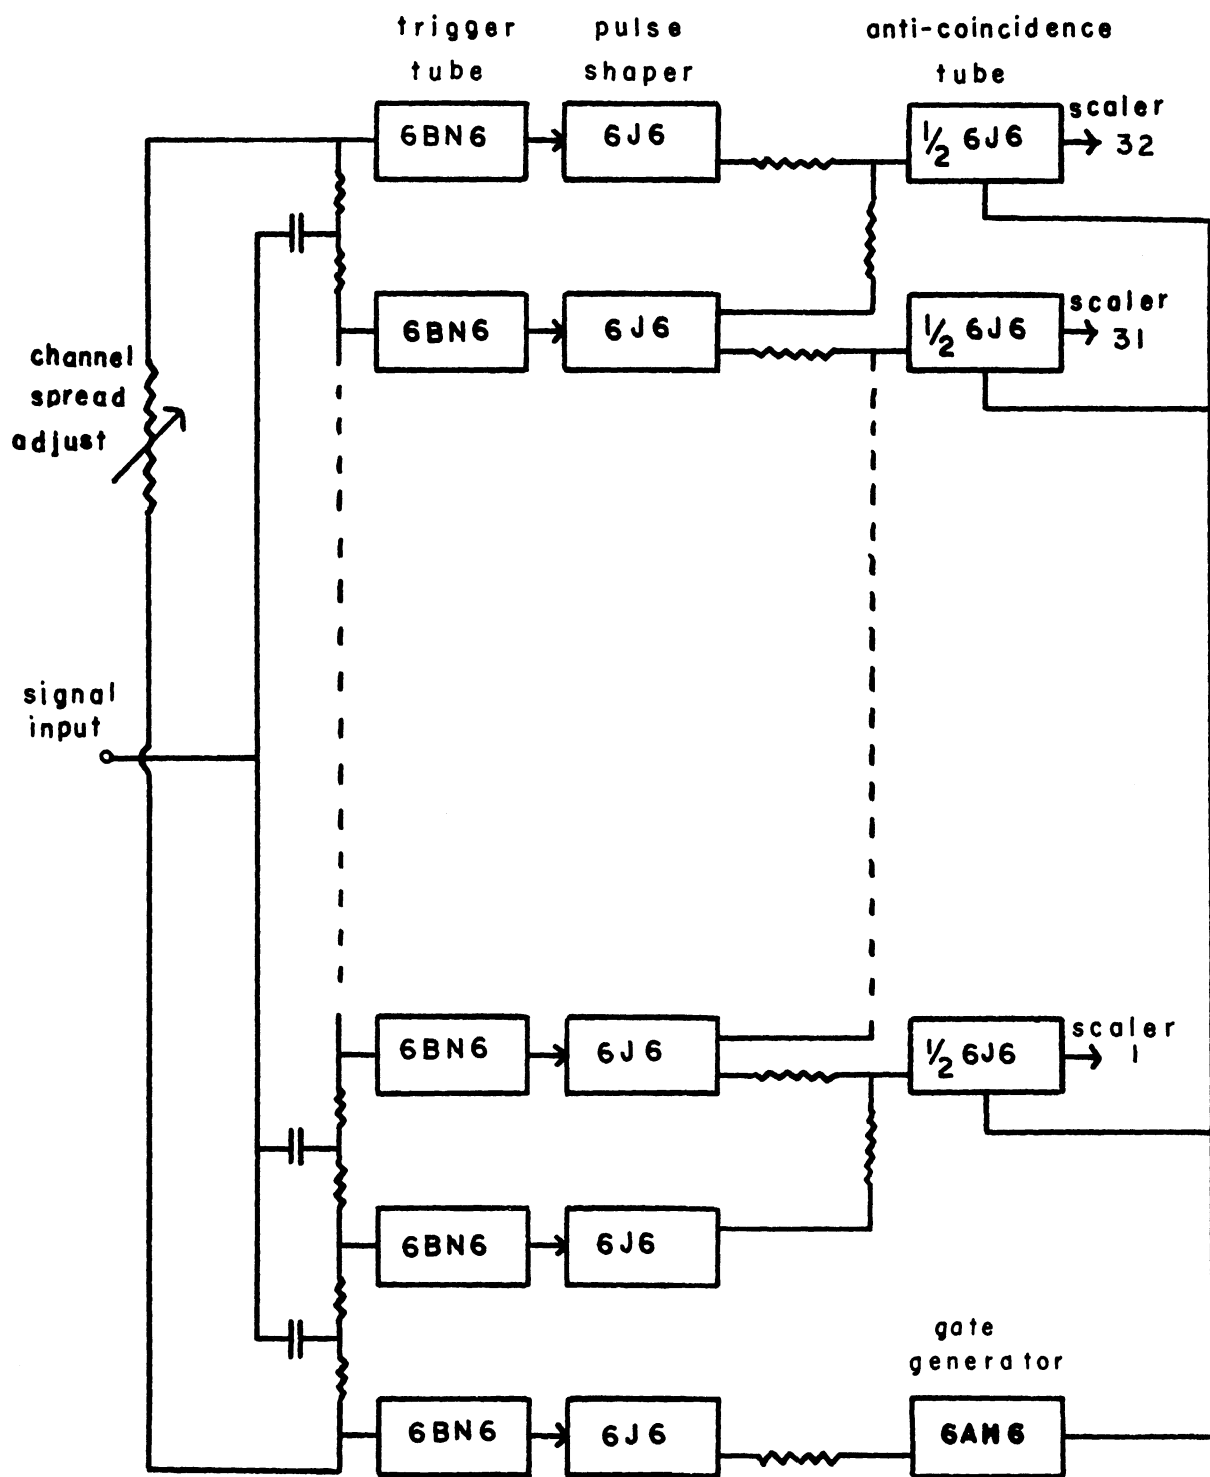 trigger tube
pulse shaper
anti-coincidence tube
6BN6
6J6
1/2 6J6
scaler 32
6BN6
6J6
1/2 6J6
scaler 31
channel spread adjust
signal input
6BN6
6J6
1/2 6J6
scaler 1
6BN6
6J6
gate generator
6BN6
6J6